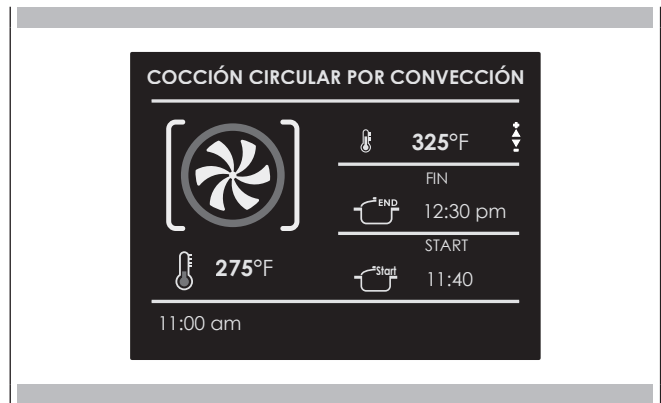 COCCIÓN CIRCULAR POR CONVECCIÓN
325°F
FIN
END
12:30 pm
START
Start
11:40
275°F
11:00 am